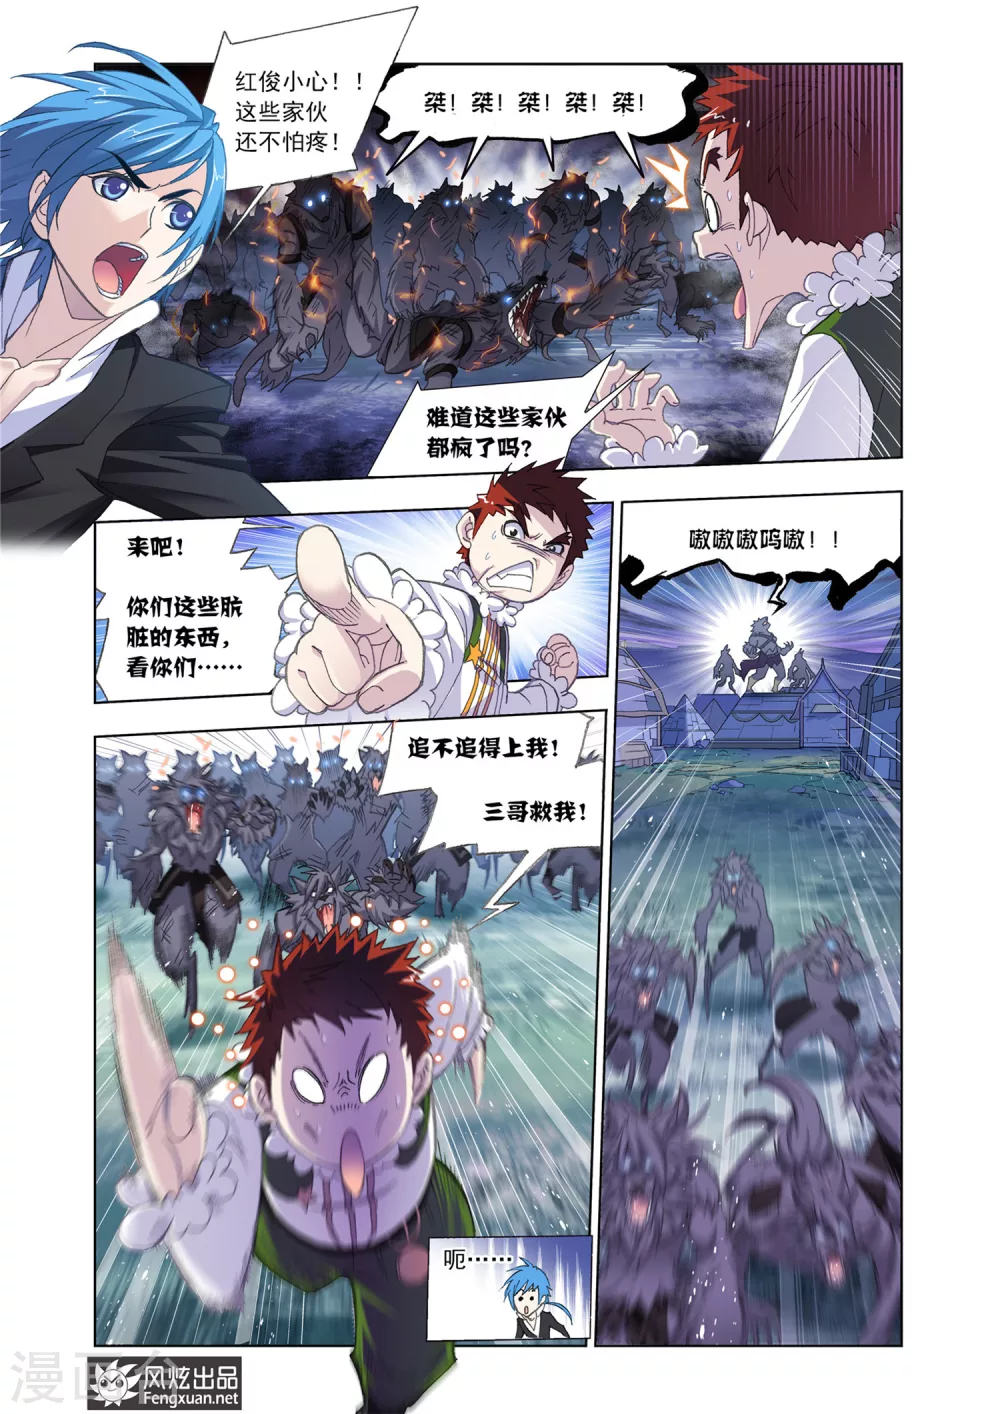 红俊小心！！
这些家伙
还不怕疼！
桀！桀！桀！桀！桀！
难道这些家伙
都疯了吗？
来吧！
你们这些肮
脏的东西，
看你们……
嗷嗷嗷呜嗷！！
追不追得上我！
三哥救我！
呃……
漫画台
风炫出品
Fengxuan.net